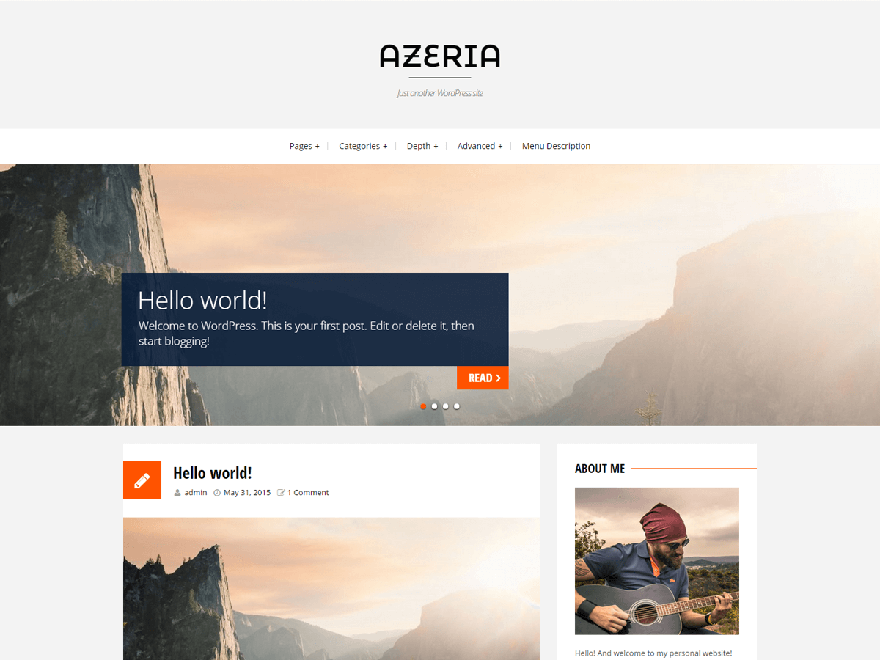 AZERIA
Just another WordPress site
Pages + | Categories + | Depth + | Advanced + | Menu Description
Hello world!
Welcome to WordPress. This is your first post. Edit or delete it, then
start blogging!
READ >
Hello world!
admin May 31, 2015 1 Comment
ABOUT ME
Hello! And welcome to my personal website!